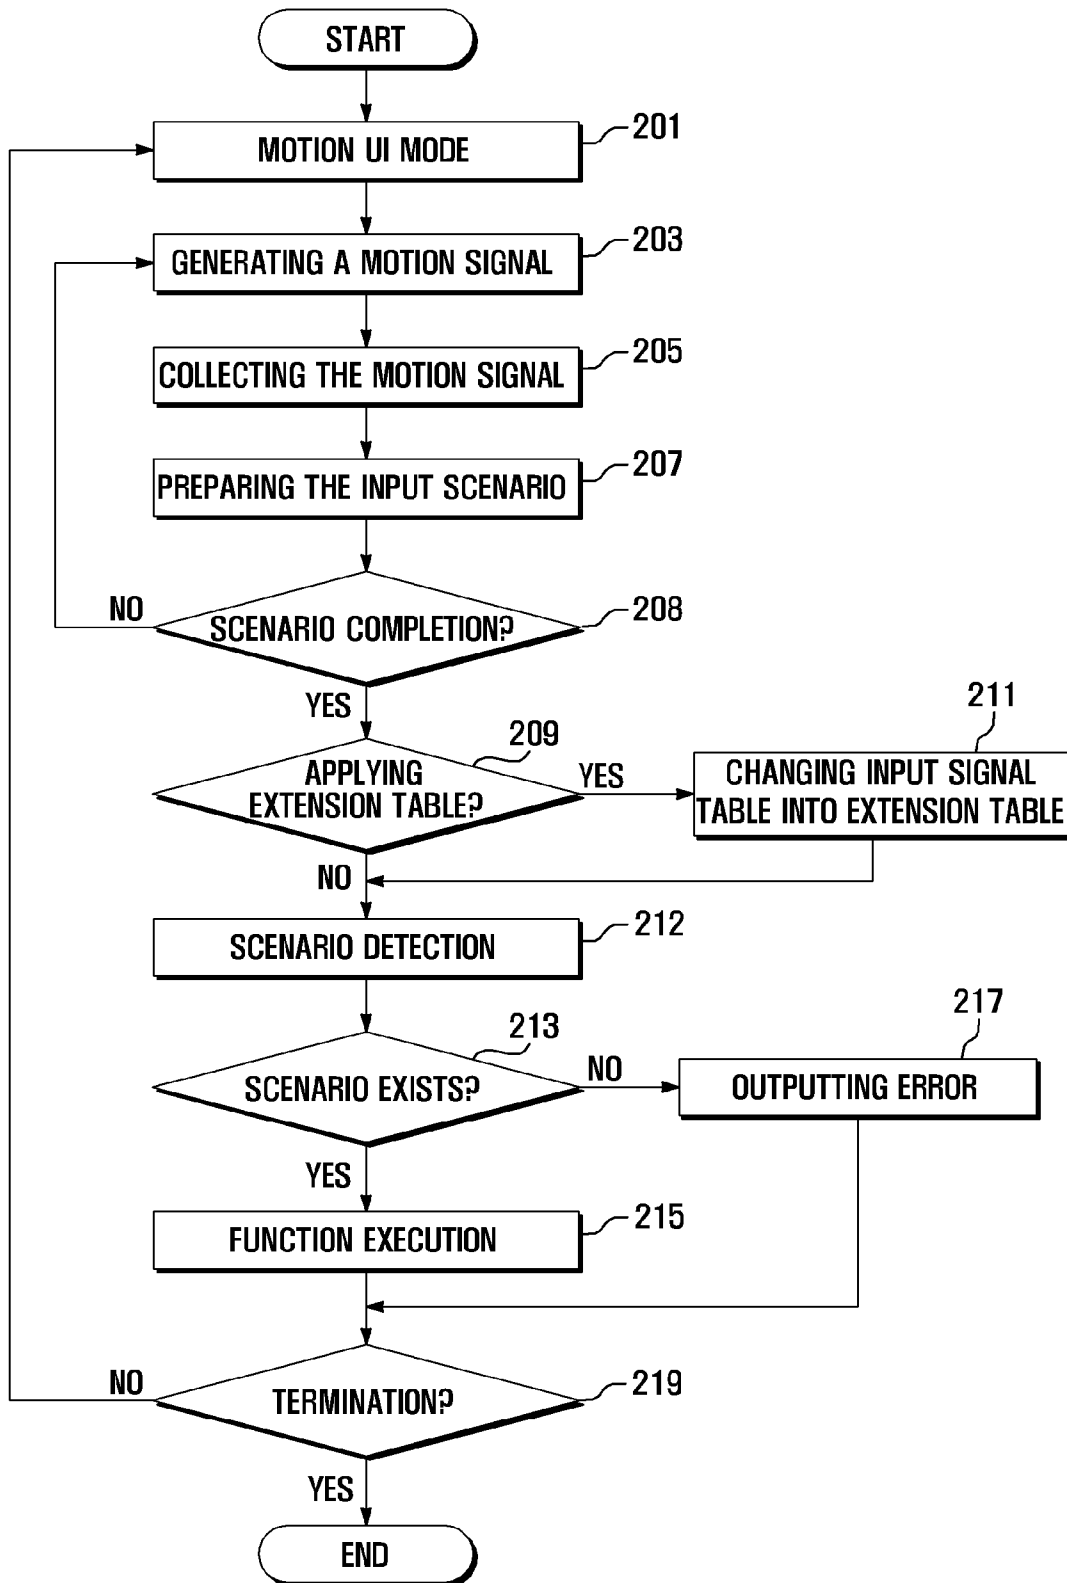 START
MOTION UI MODE
201
GENERATING A MOTION SIGNAL
203
COLLECTING THE MOTION SIGNAL
205
PREPARING THE INPUT SCENARIO
207
SCENARIO COMPLETION?
208
NO
YES
APPLYING
EXTENSION TABLE?
209
YES
CHANGING INPUT SIGNAL
TABLE INTO EXTENSION TABLE
211
NO
SCENARIO DETECTION
212
SCENARIO EXISTS?
213
NO
OUTPUTTING ERROR
217
YES
FUNCTION EXECUTION
215
TERMINATION?
219
NO
YES
END